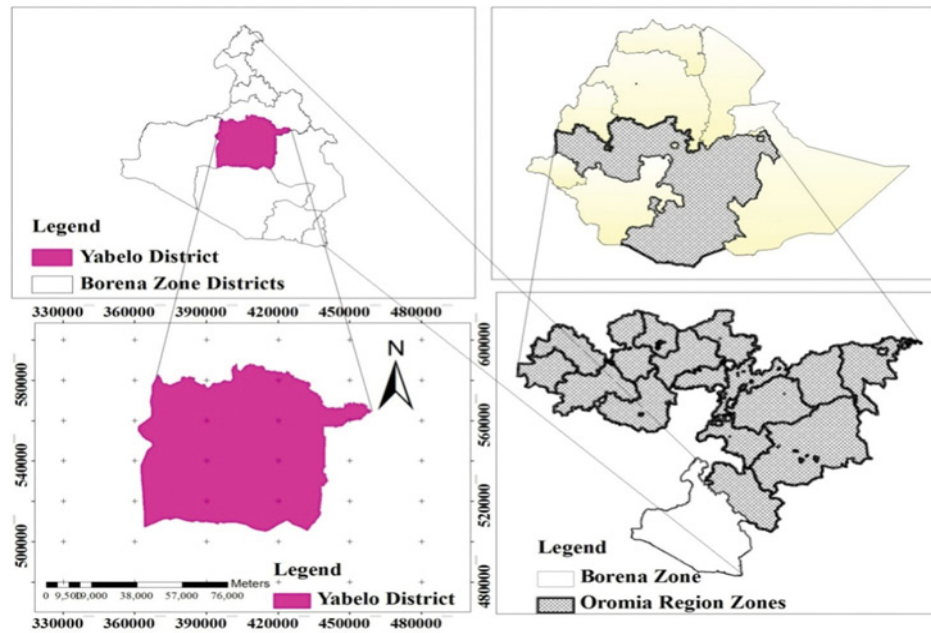 Legend
Yabelo District
Borena Zone Districts
330000 360000 390000 420000 450000 480000
580000
540000
500000
600000
560000
520000
480000
N
Meters
0 9,500 19,000 38,000 57,000 76,000
Legend
Yabelo District
330000 360000 390000 420000 450000 480000
Legend
Borena Zone
Oromia Region Zones